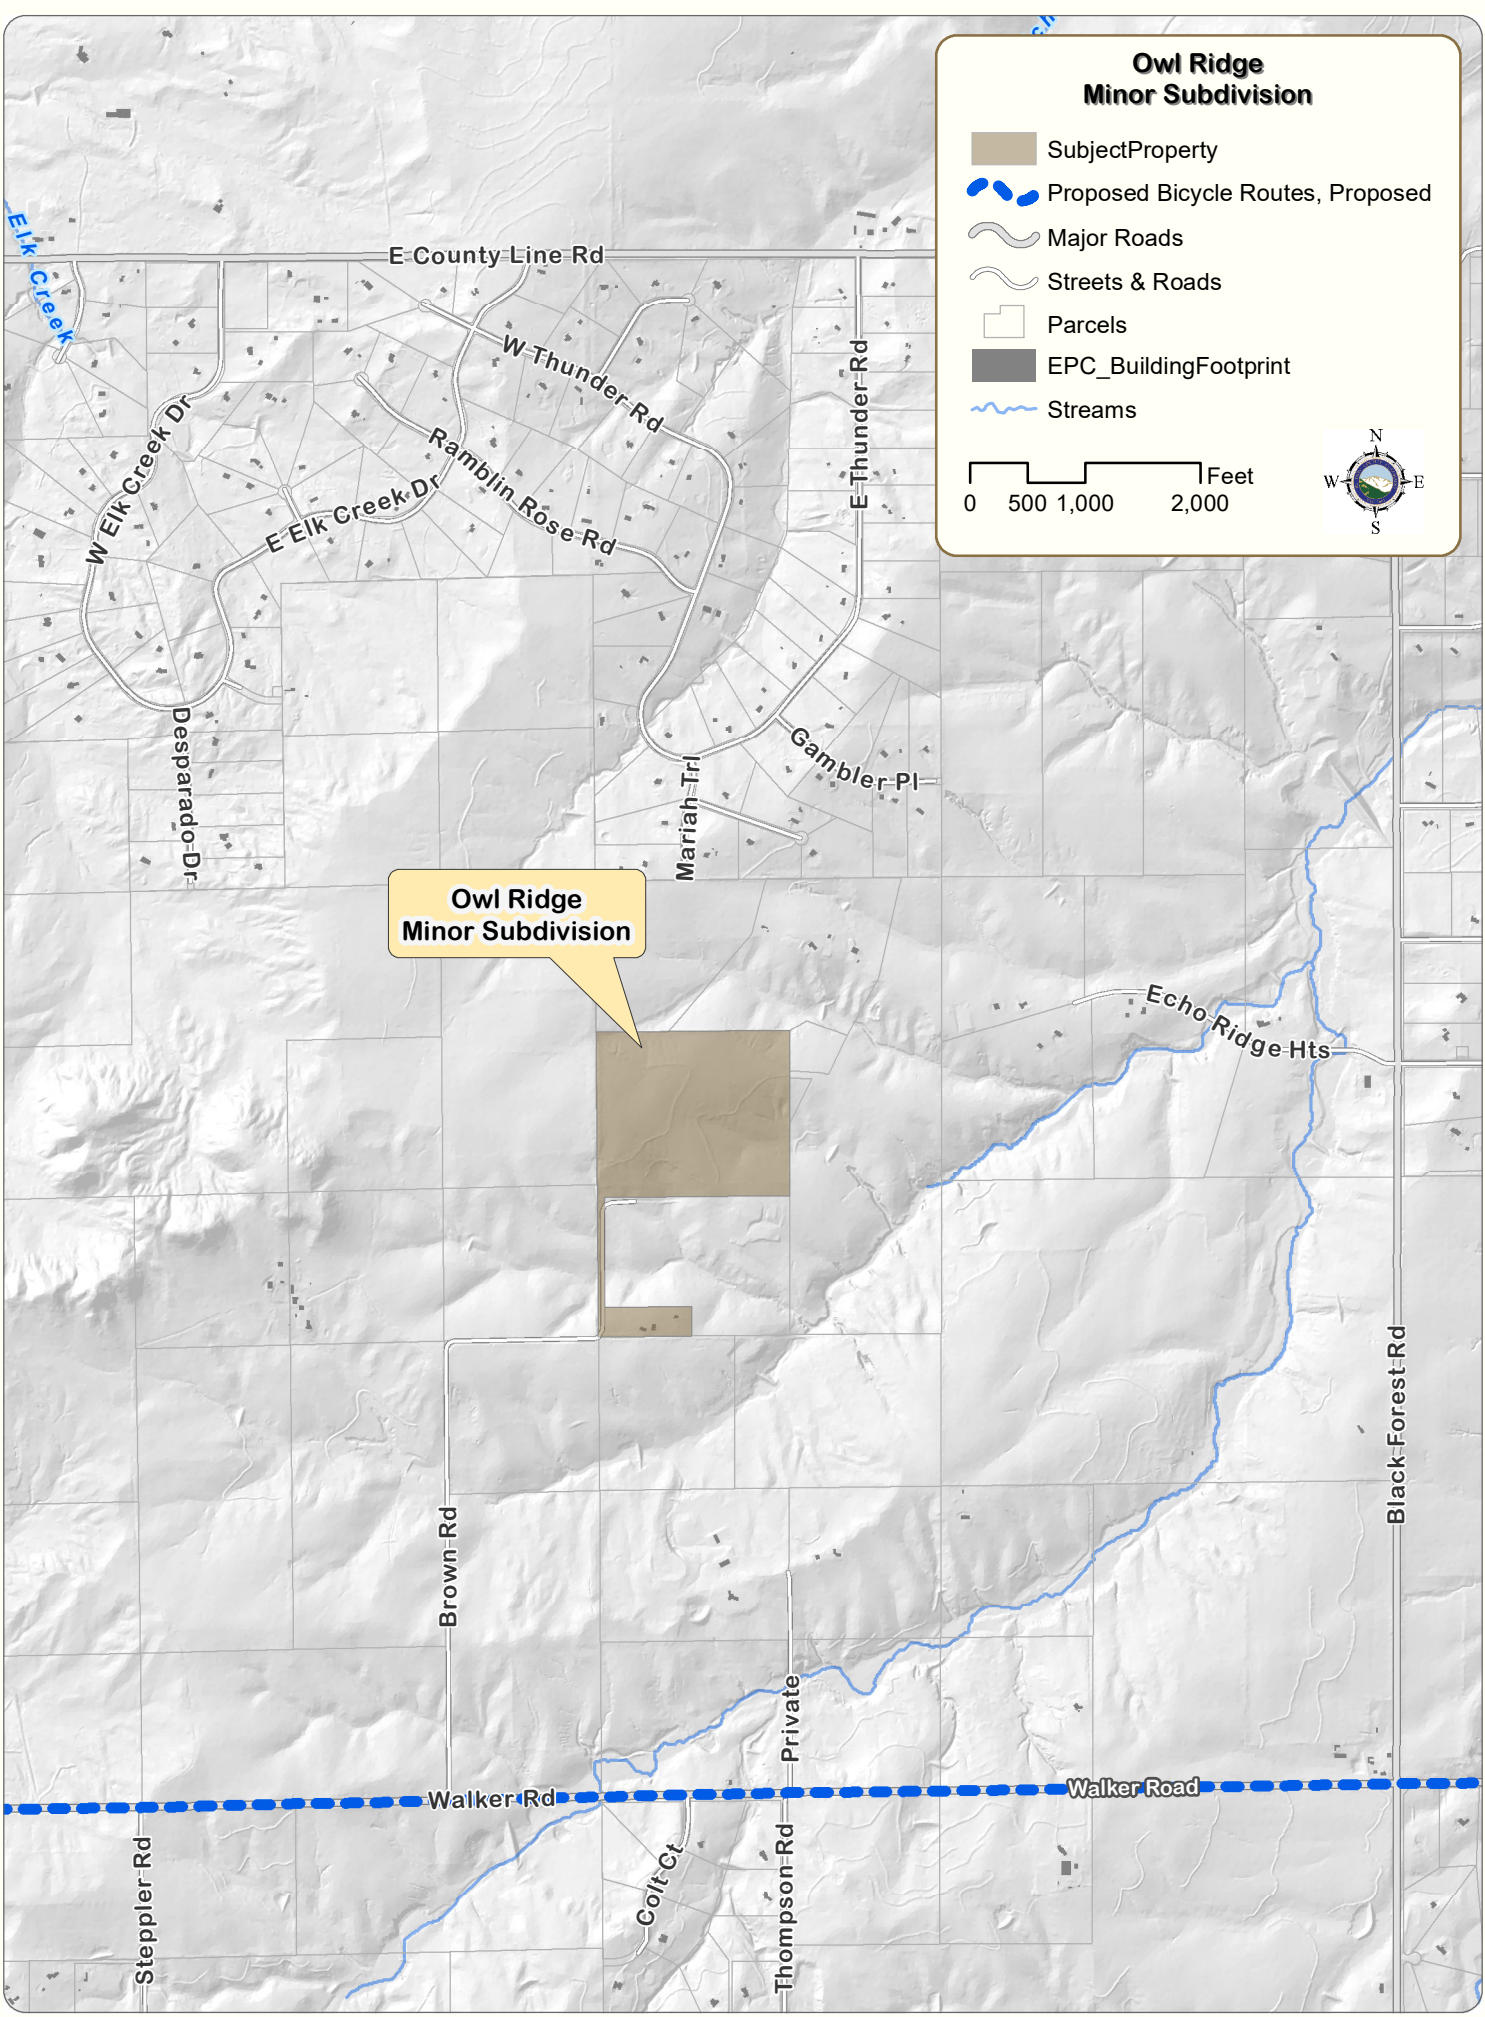 ch
Owl Ridge
Minor Subdivision
SubjectProperty
Proposed Bicycle Routes, Proposed
Major Roads
Streets & Roads
Parcels
EPC_BuildingFootprint
Streams
Feet
0 500 1,000 2,000
N
W E
S
Elk Creek
E County Line Rd
W Thunder Rd
E Thunder Rd
W Elk Creek Dr
Ramblin Rose Rd
E Elk Creek Dr
Desparado Dr
Gambler Pl
Mariah Trl
Owl Ridge
Minor Subdivision
Echo Ridge Hts
Black Forest Rd
Brown Rd
Private
Walker Rd
Walker Road
Steppler Rd
Colt Ct
Thompson Rd